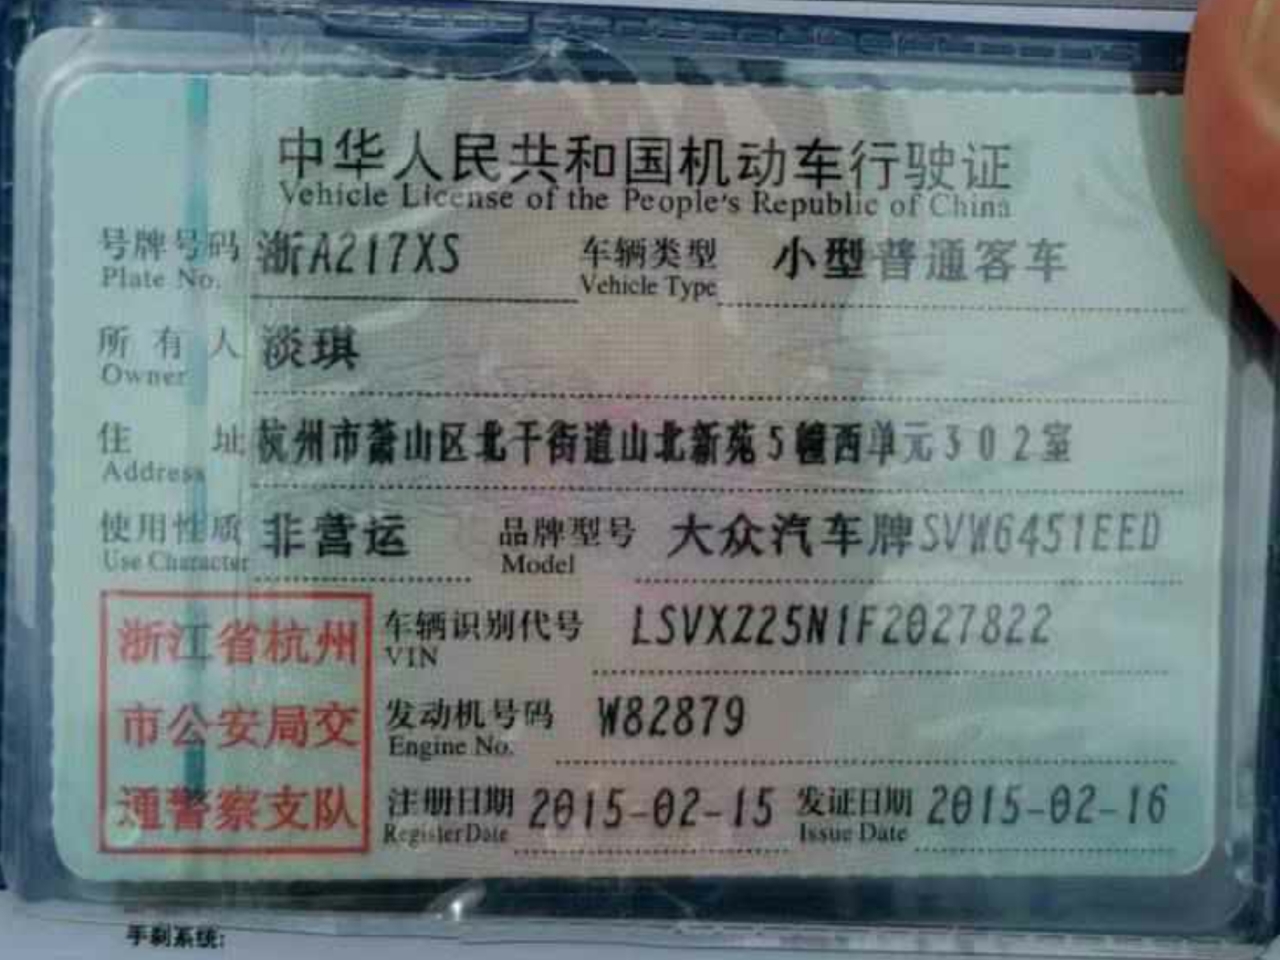 中华人民共和国机动车行驶证
Vehicle License of the People's Republic of China
号牌号码 浙A217XS 车辆类型 小型普通客车
Plate No. Vehicle Type
所有人 淡琪
Owner
住址 杭州市萧山区北干街道山北新苑5幢西单元302室
Address
使用性质 非营运 品牌型号 大众汽车牌SVW6451EED
Use Character Model
浙江省杭州
市公安局交
通警察支队
车辆识别代号 LSVXZ25N1F2027822
VIN
发动机号码 W82879
Engine No.
注册日期 2015-02-15 发证日期 2015-02-16
Register Date Issue Date
手刹系统: